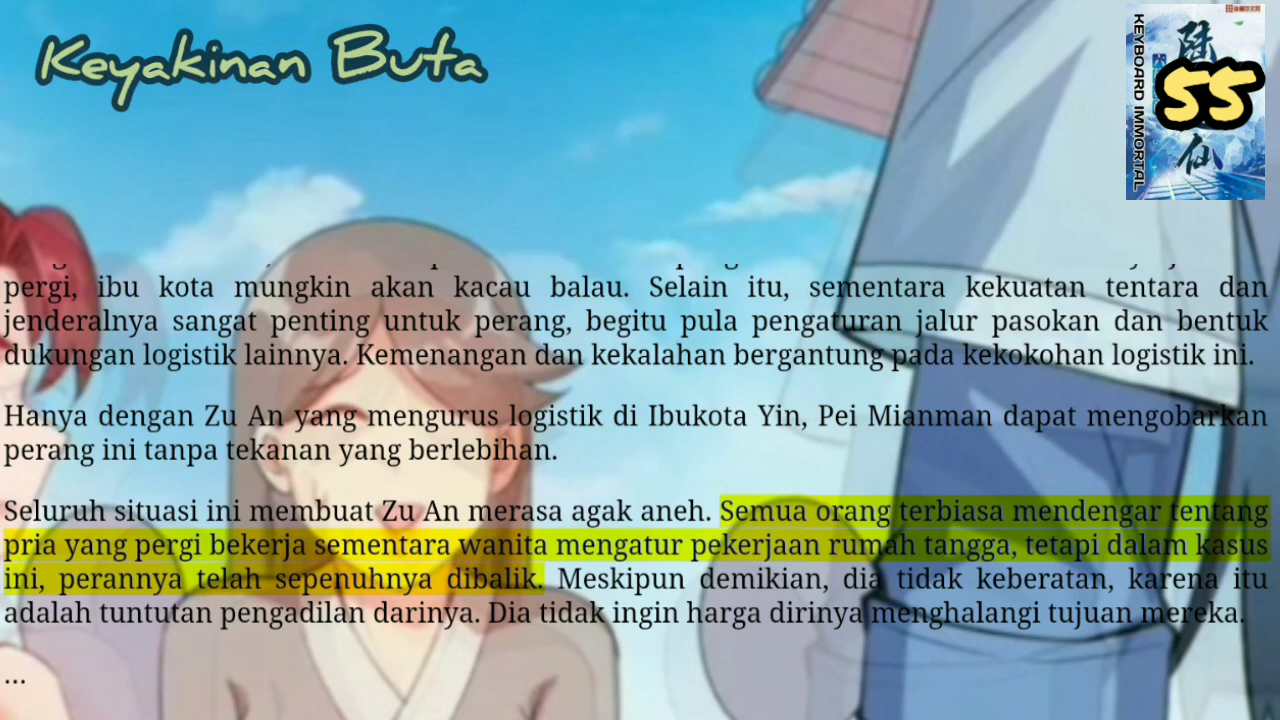 Keyakinan Buta
KEYBOARD IMMORTAL
陆
55
仙
pergi, ibu kota mungkin akan kacau balau. Selain itu, sementara kekuatan tentara dan
jenderalnya sangat penting untuk perang, begitu pula pengaturan jalur pasokan dan bentuk
dukungan logistik lainnya. Kemenangan dan kekalahan bergantung pada kekokohan logistik ini.
Hanya dengan Zu An yang mengurus logistik di Ibukota Yin, Pei Mianman dapat mengobarkan
perang ini tanpa tekanan yang berlebihan.
Seluruh situasi ini membuat Zu An merasa agak aneh. Semua orang terbiasa mendengar tentang
pria yang pergi bekerja sementara wanita mengatur pekerjaan rumah tangga, tetapi dalam kasus
ini, perannya telah sepenuhnya dibalik. Meskipun demikian, dia tidak keberatan, karena itu
adalah tuntutan pengadilan darinya. Dia tidak ingin harga dirinya menghalangi tujuan mereka.
...